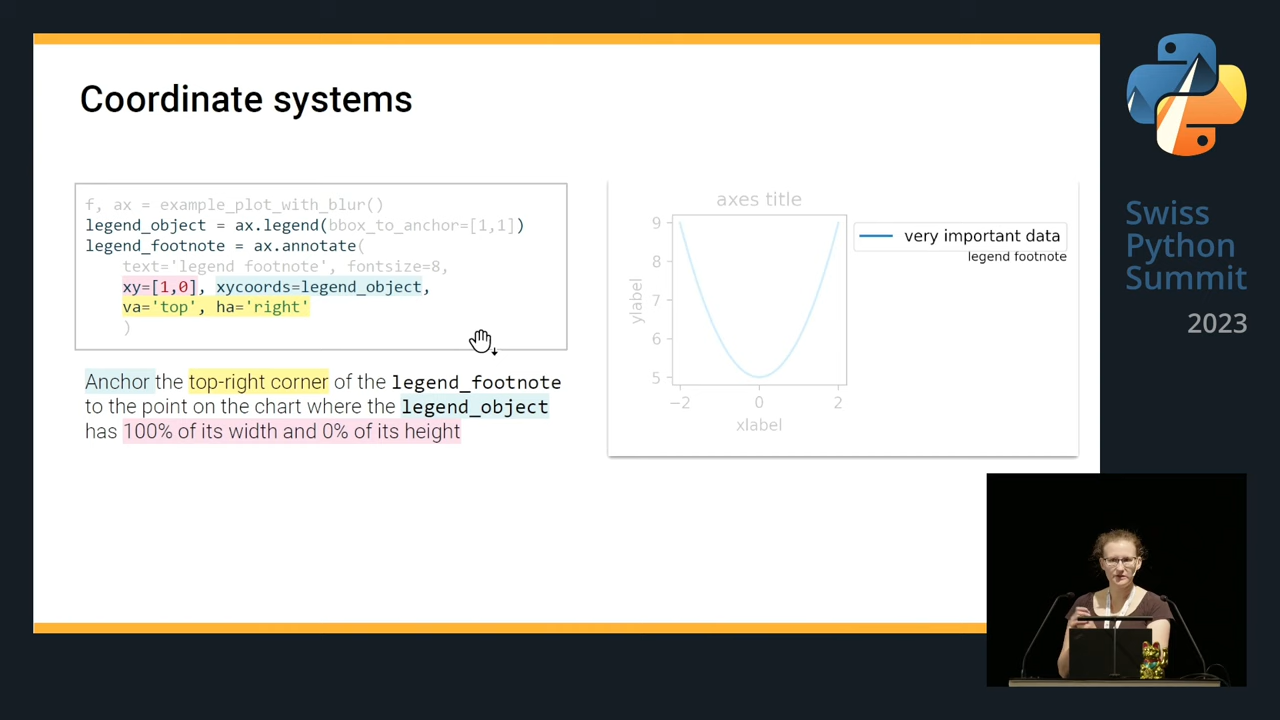 Coordinate systems
f, ax = example_plot_with_blur()
legend_object = ax.legend(bbox_to_anchor=[1,1])
legend_footnote = ax.annotate(
text='legend footnote', fontsize=8,
xy=[1,0], xycoords=legend_object,
va='top', ha='right'
)
Anchor the top-right corner of the legend_footnote
to the point on the chart where the legend_object
has 100% of its width and 0% of its height
axes title
9
8
7
6
5
ylabel
−2 0 2
xlabel
very important data
legend footnote
Swiss
Python
Summit
2023